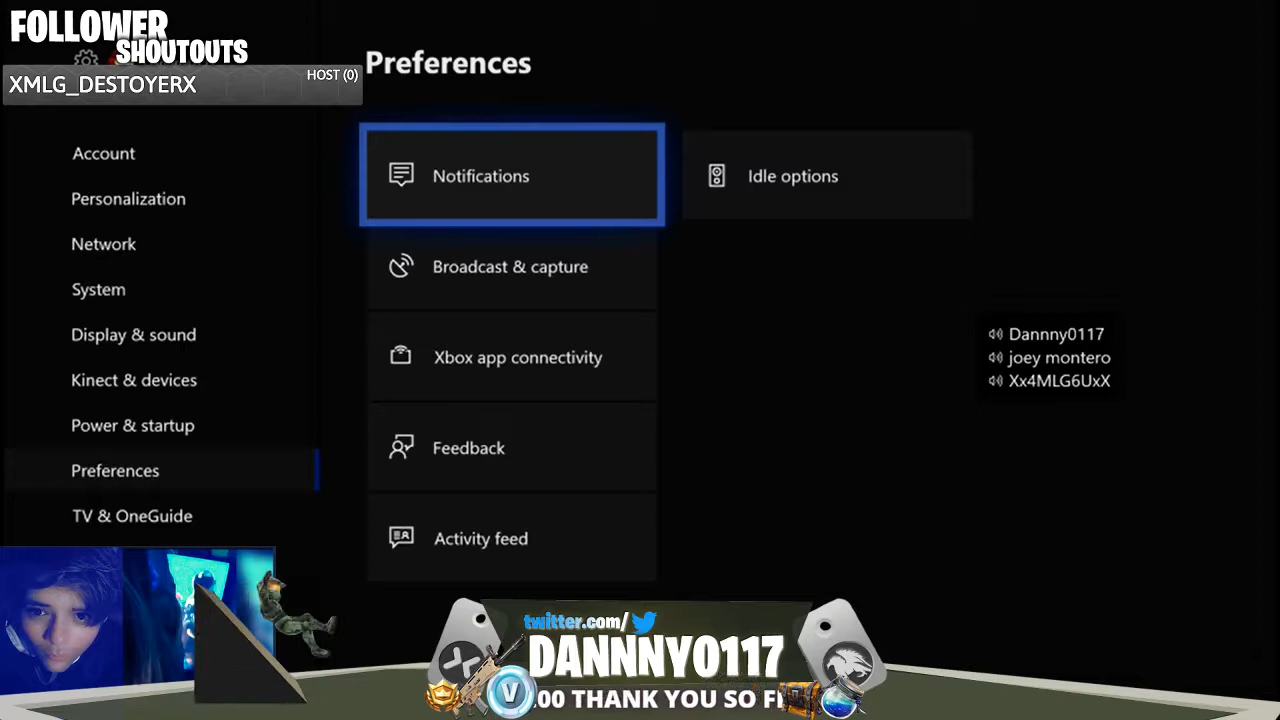 FOLLOWER
SHOUTOUTS
XMLG_DESTOYERX
HOST (0)
Preferences
Account
Personalization
Network
System
Display & sound
Kinect & devices
Power & startup
Preferences
TV & OneGuide
Notifications
Idle options
Broadcast & capture
Xbox app connectivity
Feedback
Activity feed
Dannny0117
joey montero
Xx4MLG6UxX
twitter.com/
DANNNY0117
V
.00 THANK YOU SO